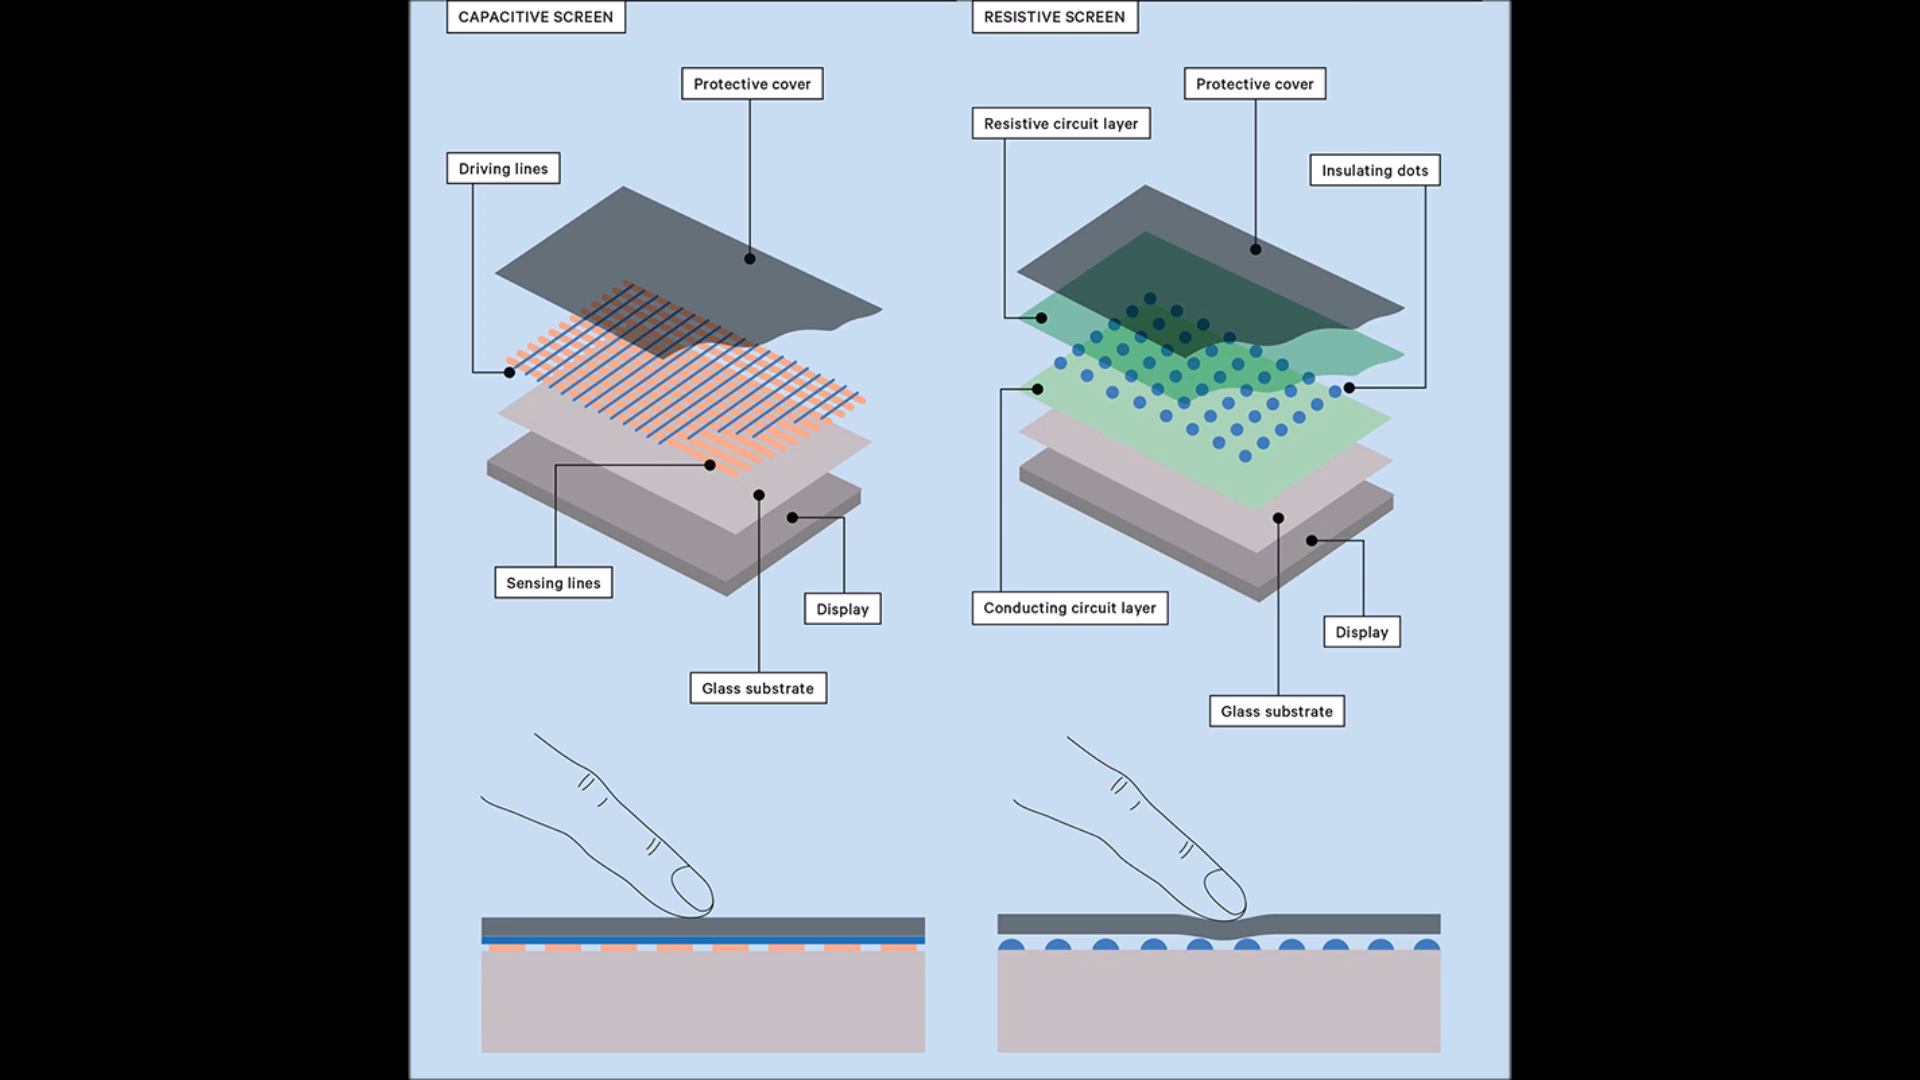 CAPACITIVE SCREEN
Protective cover
Driving lines
Sensing lines
Display
Glass substrate
RESISTIVE SCREEN
Protective cover
Resistive circuit layer
Insulating dots
Conducting circuit layer
Display
Glass substrate